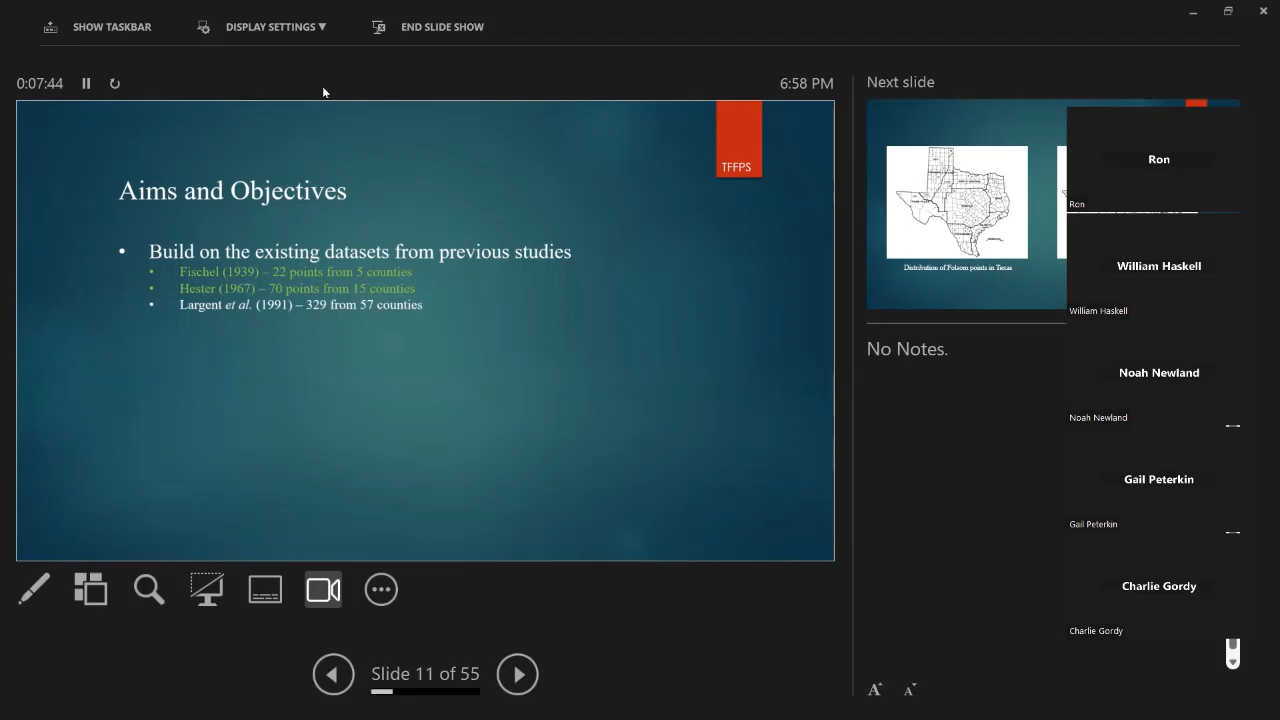 SHOW TASKBAR
DISPLAY SETTINGS ▼
END SLIDE SHOW
0:07:44
6:58 PM
Next slide
TFFPS
Aims and Objectives
• Build on the existing datasets from previous studies
• Fischel (1939) – 22 points from 5 counties
• Hester (1967) – 70 points from 15 counties
• Largent et al. (1991) – 329 from 57 counties
Distribution of Folsom points in Texas
No Notes.
Ron
Ron
William Haskell
William Haskell
Noah Newland
Noah Newland
Gail Peterkin
Gail Peterkin
Charlie Gordy
Charlie Gordy
Slide 11 of 55
A A